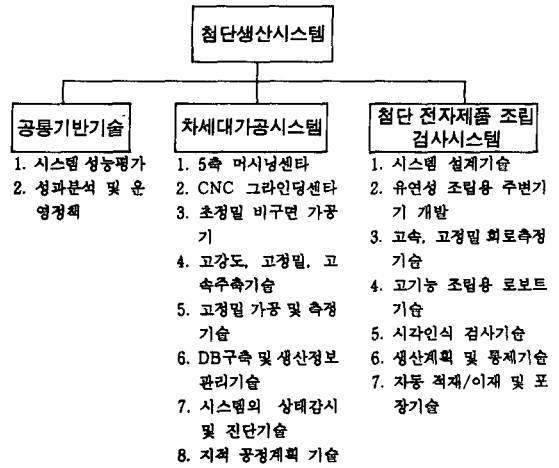 첨단생산시스템
공통기반기술
1. 시스템 성능평가
2. 성과분석 및 운
영정책
차세대가공시스템
1. 5축 머시닝센타
2. CNC 그라인딩센타
3. 초정밀 비구면 가공
기
4. 고강도, 고정밀, 고
속주축기술
5. 고정밀 가공 및 측정
기술
6. DB구축 및 생산정보
관리기술
7. 시스템의 상태감시
및 진단기술
8. 지적 공정계획 기술
첨단 전자제품 조립
검사시스템
1. 시스템 설계기술
2. 유연성 조립용 주변기
기 개발
3. 고속, 고정밀 회로측정
기술
4. 고기능 조립용 로보트
기술
5. 시각인식 검사기술
6. 생산계획 및 통제기술
7. 자동 적재/이재 및 포
장기술